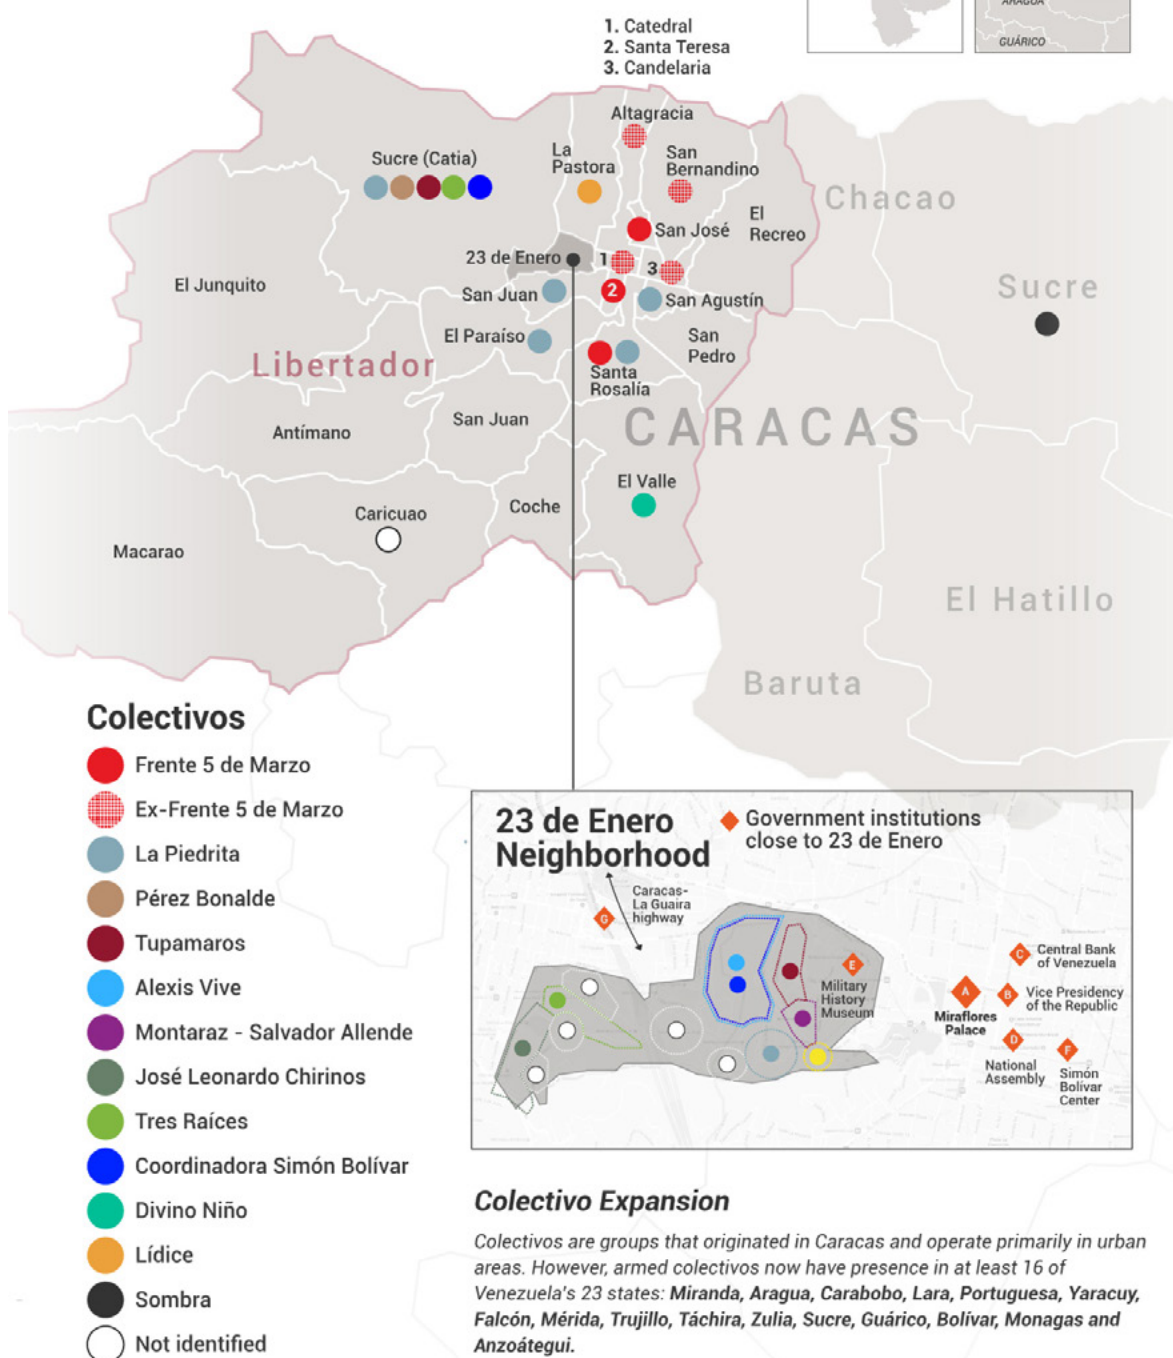 ARAGUA
GUÁRICO
1. Catedral
2. Santa Teresa
3. Candelaria
Altagracia
La
Pastora
San
Bernandino
Sucre (Catia)
Chacao
El
Recreo
San José
23 de Enero
1
3
El Junquito
San Juan
2
San Agustín
Sucre
El Paraíso
San
Pedro
Libertador
Santa
Rosalía
San Juan
CARACAS
Antímano
El Valle
Caricuao
Coche
Macarao
El Hatillo
Baruta
Colectivos
Frente 5 de Marzo
Ex-Frente 5 de Marzo
La Piedrita
Pérez Bonalde
Tupamaros
Alexis Vive
Montaraz - Salvador Allende
José Leonardo Chirinos
Tres Raíces
Coordinadora Simón Bolívar
Divino Niño
Lídice
Sombra
Not identified
23 de Enero
Neighborhood
Government institutions
close to 23 de Enero
Caracas-
La Guaira
highway
G
E
Military
History
Museum
C
Central Bank
of Venezuela
A
Miraflores
Palace
B
Vice Presidency
of the Republic
D
National
Assembly
F
Simón
Bolívar
Center
Colectivo Expansion
Colectivos are groups that originated in Caracas and operate primarily in urban
areas. However, armed colectivos now have presence in at least 16 of
Venezuela's 23 states: Miranda, Aragua, Carabobo, Lara, Portuguesa, Yaracuy,
Falcón, Mérida, Trujillo, Táchira, Zulia, Sucre, Guárico, Bolívar, Monagas and
Anzoátegui.